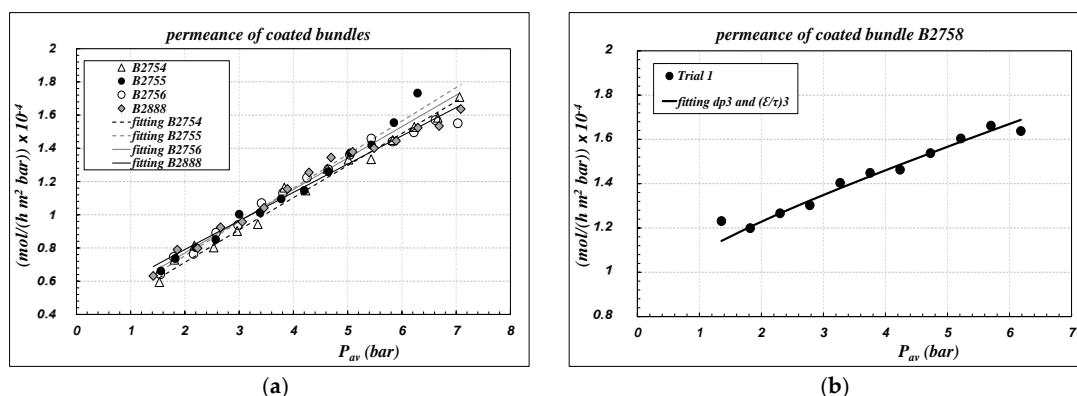 permeance of coated bundles
2
1.8
1.6
1.4
1.2
1
0.8
0.6
0.4
(mol/(h m² bar)) x 10⁻⁴
B2754
B2755
B2756
B2888
fitting B2754
fitting B2755
fitting B2756
fitting B2888
0 1 2 3 4 5 6 7 8
P_av (bar)
(a)
permeance of coated bundle B2758
2
1.8
1.6
1.4
1.2
1
0.8
(mol/(h m² bar)) x 10⁻⁴
Trial 1
fitting dp3 and (Ɛ/τ)3
0 1 2 3 4 5 6 7
P_av (bar)
(b)